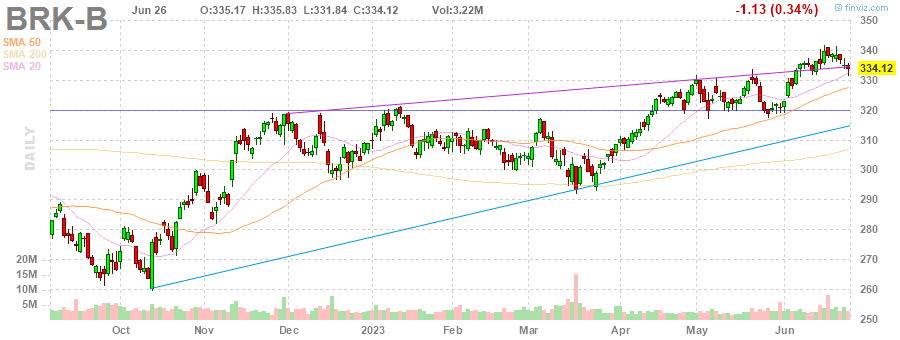 BRK-B Jun 26 O:335.17 H:335.83 L:331.84 C:334.12 Vol:3.22M -1.13 (0.34%) © finviz.com
SMA 50
SMA 200
SMA 20
DAILY
350
340
334.12
330
320
310
300
290
280
270
260
250
20M
15M
10M
5M
Oct Nov Dec 2023 Feb Mar Apr May Jun